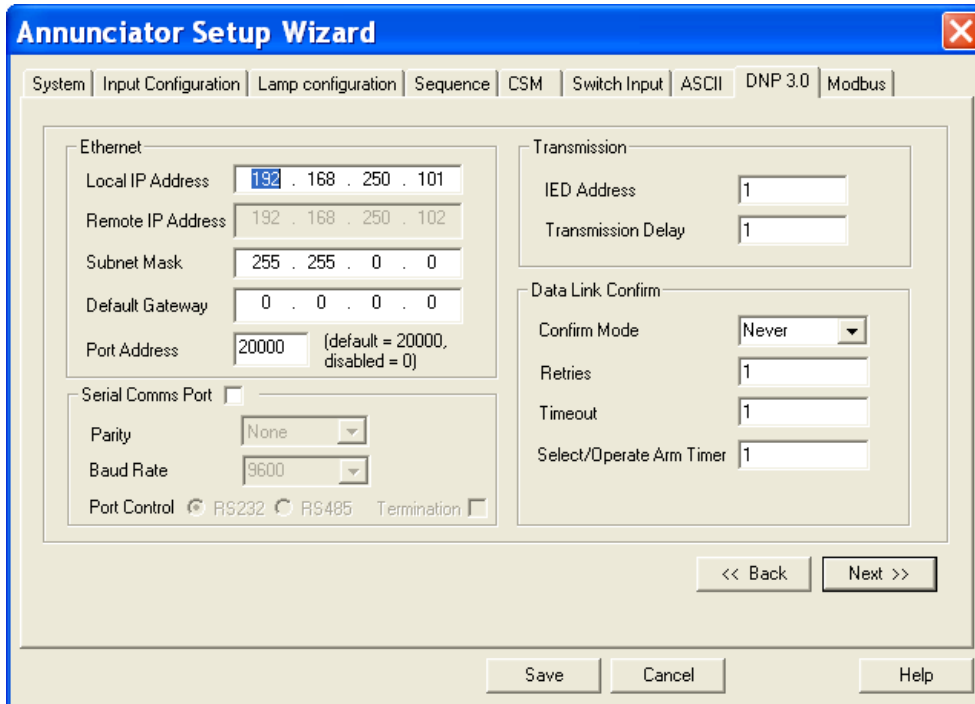 Annunciator Setup Wizard
System Input Configuration Lamp configuration Sequence CSM Switch Input ASCII DNP 3.0 Modbus
Ethernet
Local IP Address 192 . 168 . 250 . 101
Remote IP Address 192 . 168 . 250 . 102
Subnet Mask 255 . 255 . 0 . 0
Default Gateway 0 . 0 . 0 . 0
Port Address 20000 (default = 20000,
disabled = 0)
Serial Comms Port
Parity None
Baud Rate 9600
Port Control RS232 RS485 Termination
Transmission
IED Address 1
Transmission Delay 1
Data Link Confirm
Confirm Mode Never
Retries 1
Timeout 1
Select/Operate Arm Timer 1
<< Back Next >>
Save Cancel Help